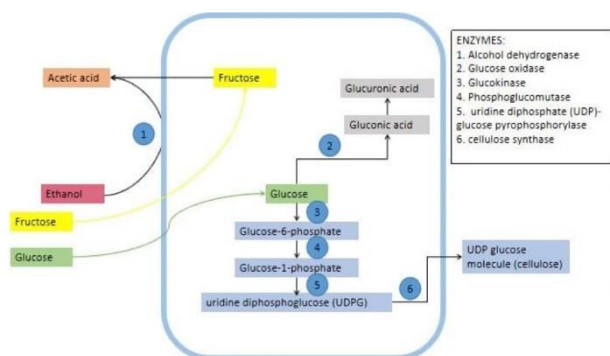 ENZYMES:
1. Alcohol dehydrogenase
2. Glucose oxidase
3. Glucokinase
4. Phosphoglucomutase
5. uridine diphosphate (UDP)-
glucose pyrophosphorylase
6. cellulose synthase
Acetic acid
Fructose
Glucuronic acid
Gluconic acid
1
2
Ethanol
Glucose
Fructose
3
Glucose-6-phosphate
Glucose
4
UDP glucose
molecule (cellulose)
Glucose-1-phosphate
5
6
uridine diphosphoglucose (UDPG)